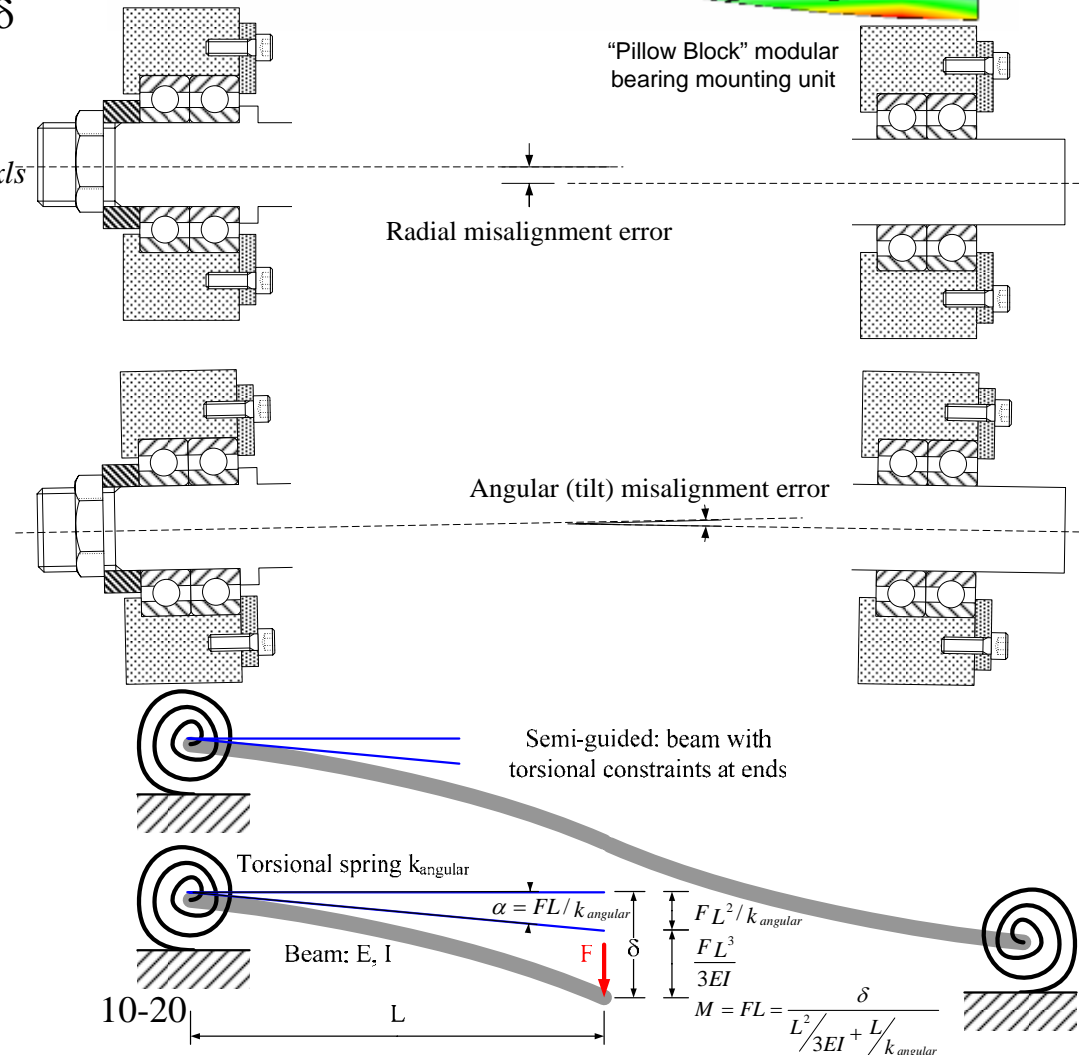 δ
“Pillow Block” modular
bearing mounting unit
kls
Radial misalignment error
Angular (tilt) misalignment error
Semi-guided: beam with
torsional constraints at ends
Torsional spring k_angular
α = FL / k_angular
δ
F L² / k_angular
F L³ / 3EI
Beam: E, I
F
M = FL = δ / (L²/3EI + L/k_angular)
10-20
L